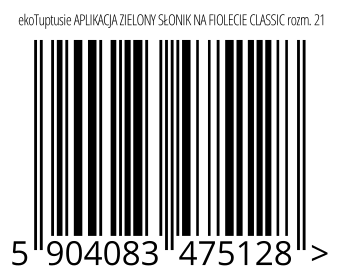 ekoTuptusie APLIKACJA ZIELONY SŁONIK NA FIOLECIE CLASSIC rozm. 21
5 904083 475128 >